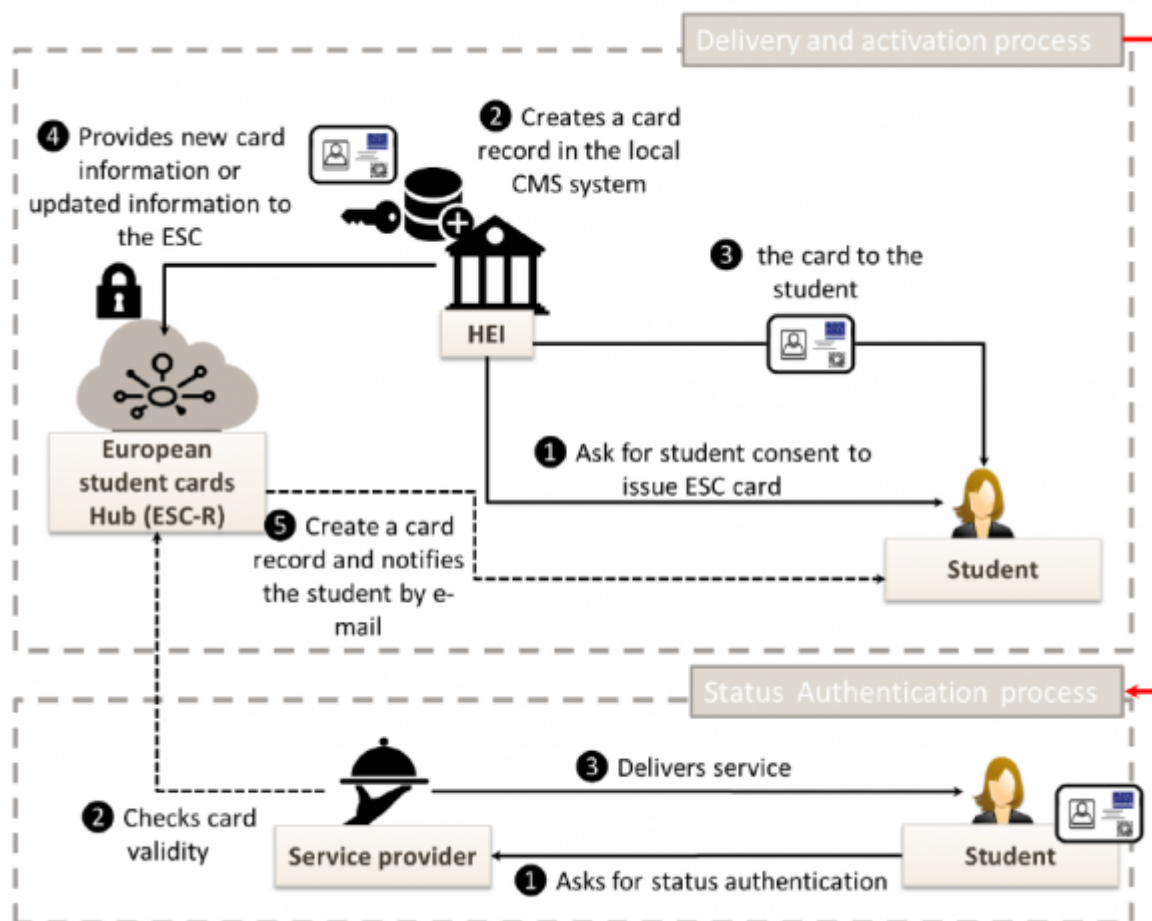 Delivery and activation process
4 Provides new card
information or
updated information to
the ESC
2 Creates a card
record in the local
CMS system
3 the card to the
student
HEI
1 Ask for student consent to
issue ESC card
European
student cards
Hub (ESC-R)
5 Create a card
record and notifies
the student by e-
mail
Student
Status Authentication process
3 Delivers service
2 Checks card
validity
Service provider
Student
1 Asks for status authentication